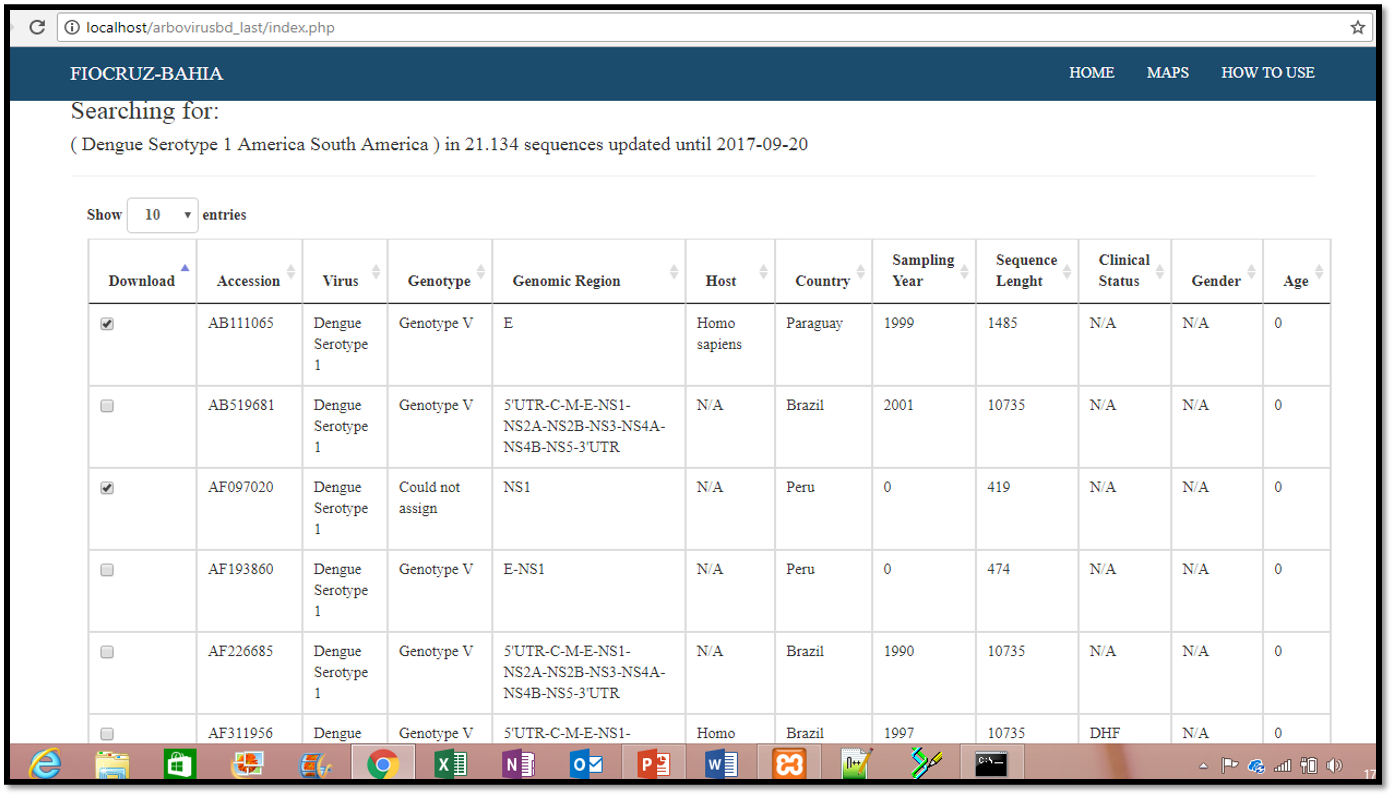 localhost/arbovirusbd_last/index.php
FIOCRUZ-BAHIA HOME MAPS HOW TO USE
Searching for:
( Dengue Serotype 1 America South America ) in 21.134 sequences updated until 2017-09-20
Show 10 entries
Download Accession Virus Genotype Genomic Region Host Country Sampling Year Sequence Lenght Clinical Status Gender Age
AB111065 Dengue Genotype V E Homo Paraguay 1999 1485 N/A N/A 0
Serotype sapiens
1
AB519681 Dengue Genotype V 5'UTR-C-M-E-NS1- N/A Brazil 2001 10735 N/A N/A 0
Serotype NS2A-NS2B-NS3-NS4A-
1 NS4B-NS5-3'UTR
AF097020 Dengue Could not NS1 N/A Peru 0 419 N/A N/A 0
Serotype assign
1
AF193860 Dengue Genotype V E-NS1 N/A Peru 0 474 N/A N/A 0
Serotype
1
AF226685 Dengue Genotype V 5'UTR-C-M-E-NS1- N/A Brazil 1990 10735 N/A N/A 0
Serotype NS2A-NS2B-NS3-NS4A-
1 NS4B-NS5-3'UTR
AF311956 Dengue Genotype V 5'UTR-C-M-E-NS1- Homo Brazil 1997 10735 DHF N/A 0
17